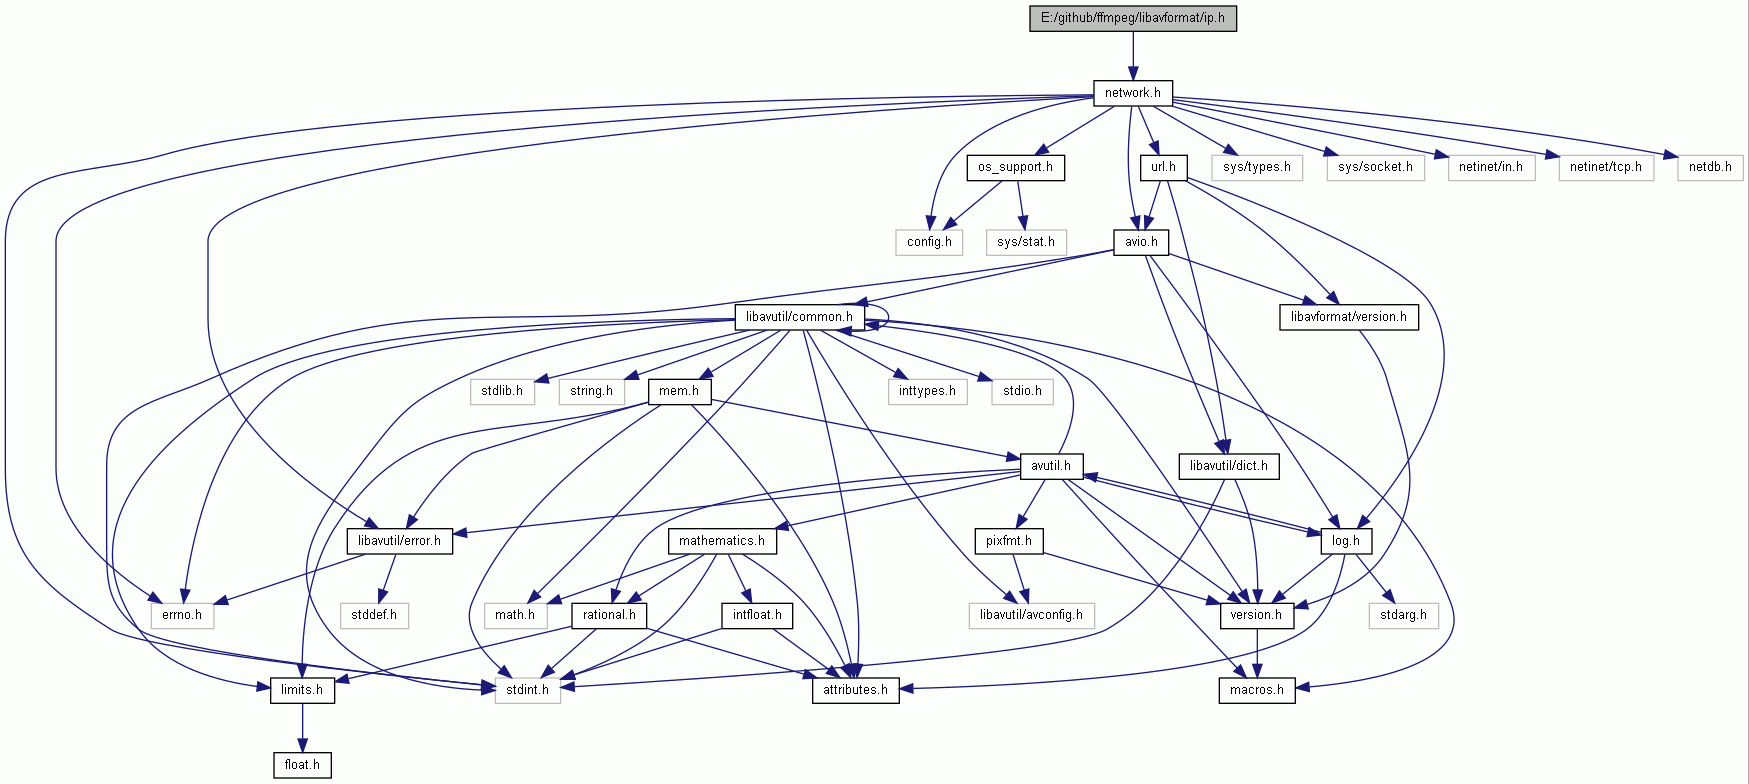 E:/github/ffmpeg/libavformat/ip.h
network.h
os_support.h
url.h
sys/types.h
sys/socket.h
netinet/in.h
netinet/tcp.h
netdb.h
config.h
sys/stat.h
avio.h
libavutil/common.h
libavformat/version.h
stdlib.h
string.h
mem.h
inttypes.h
stdio.h
avutil.h
libavutil/dict.h
libavutil/error.h
mathematics.h
pixfmt.h
log.h
errno.h
stddef.h
math.h
rational.h
intfloat.h
libavutil/avconfig.h
version.h
stdarg.h
limits.h
stdint.h
attributes.h
macros.h
float.h